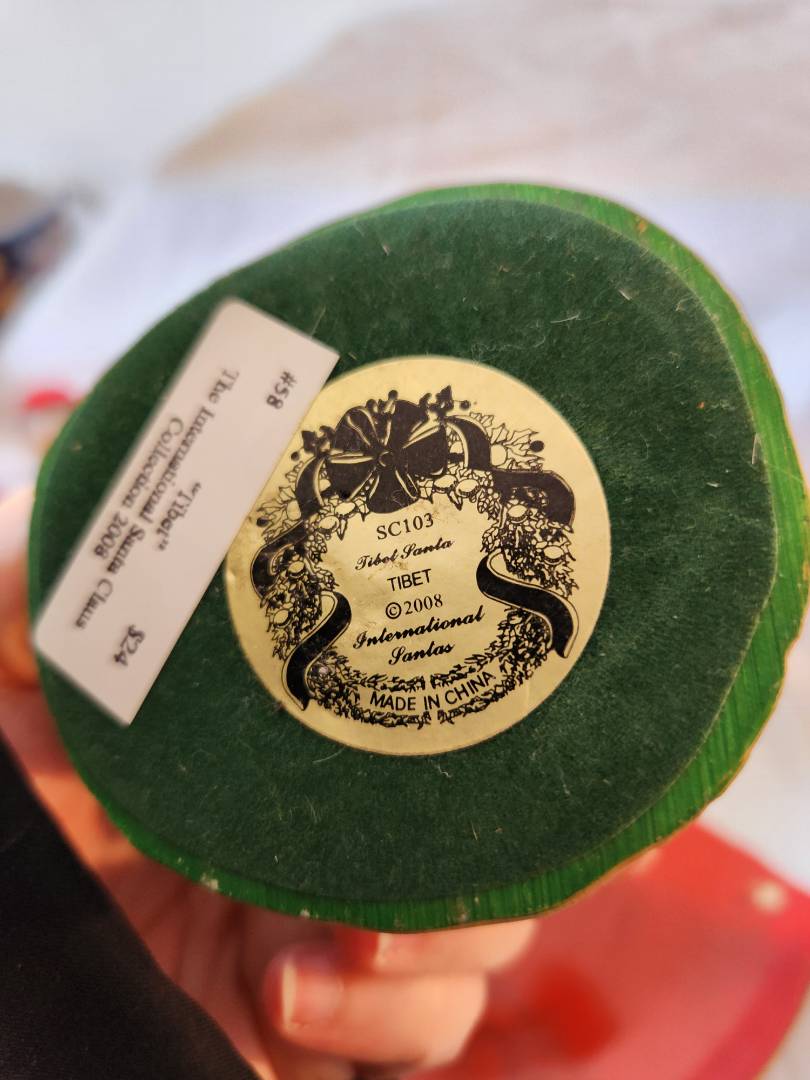 #58
"Tibet"
The International Santa Claus
Collection 2008
$24
SC103
Tibet Santa
TIBET
©2008
International
Santas
MADE IN CHINA